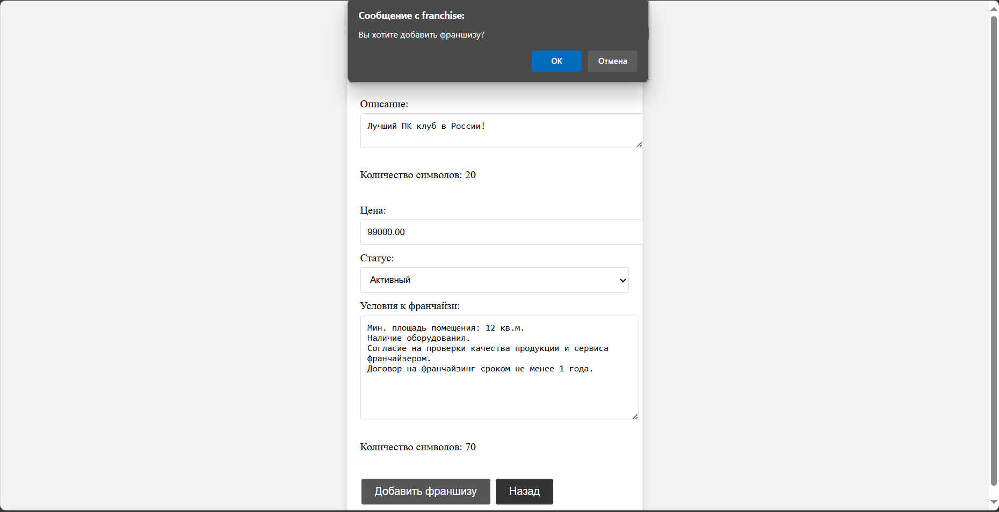 Сообщение с franchise:
Вы хотите добавить франшизу?
ОК
Отмена
Описание:
Лучший ПК клуб в России!
Количество символов: 20
Цена:
99000.00
Статус:
Активный
Условия к франчайзи:
Мин. площадь помещения: 12 кв.м.
Наличие оборудования.
Согласие на проверки качества продукции и сервиса
франчайзером.
Договор на франчайзинг сроком не менее 1 года.
Количество символов: 70
Добавить франшизу
Назад